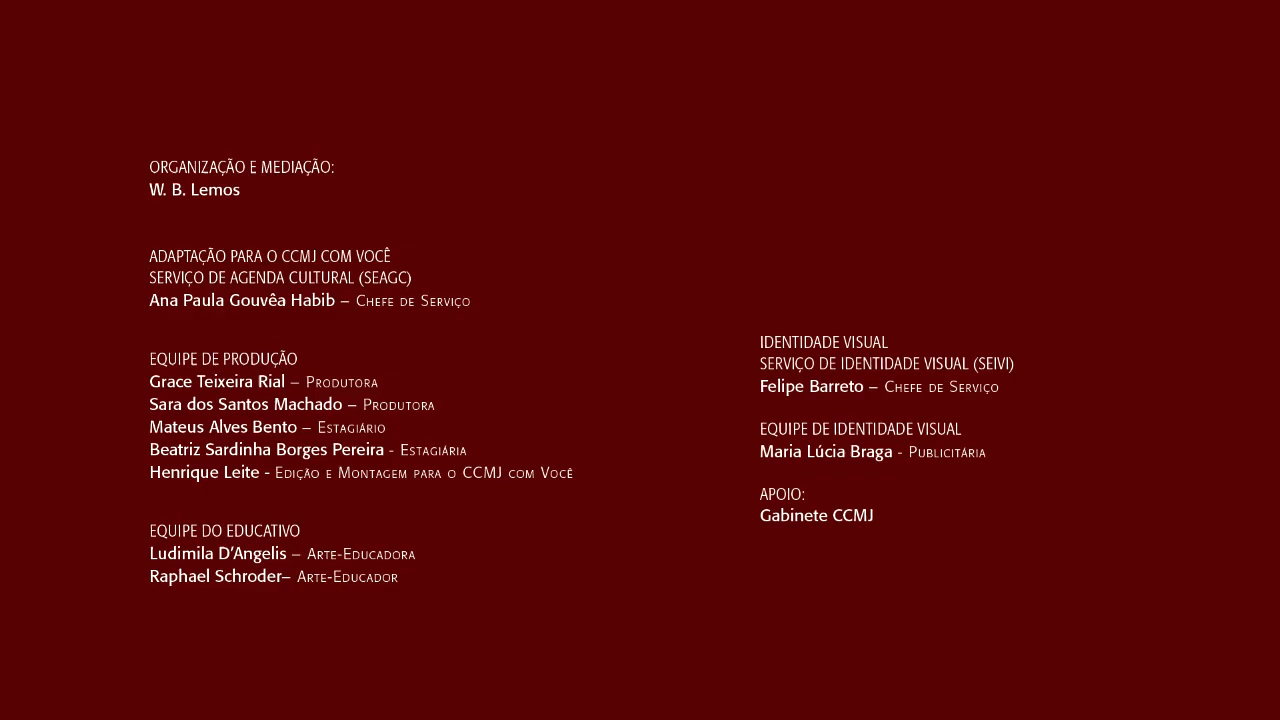 ORGANIZAÇÃO E MEDIAÇÃO:
W. B. Lemos
ADAPTAÇÃO PARA O CCMJ COM VOCÊ
SERVIÇO DE AGENDA CULTURAL (SEAGC)
Ana Paula Gouvêa Habib – Chefe de Serviço
EQUIPE DE PRODUÇÃO
Grace Teixeira Rial – Produtora
Sara dos Santos Machado – Produtora
Mateus Alves Bento – Estagiário
Beatriz Sardinha Borges Pereira - Estagiária
Henrique Leite - Edição e Montagem para o CCMJ com Você
EQUIPE DO EDUCATIVO
Ludimila D’Angelis – Arte-Educadora
Raphael Schroder– Arte-Educador
IDENTIDADE VISUAL
SERVIÇO DE IDENTIDADE VISUAL (SEIVI)
Felipe Barreto – Chefe de Serviço
EQUIPE DE IDENTIDADE VISUAL
Maria Lúcia Braga - Publicitária
APOIO:
Gabinete CCMJ